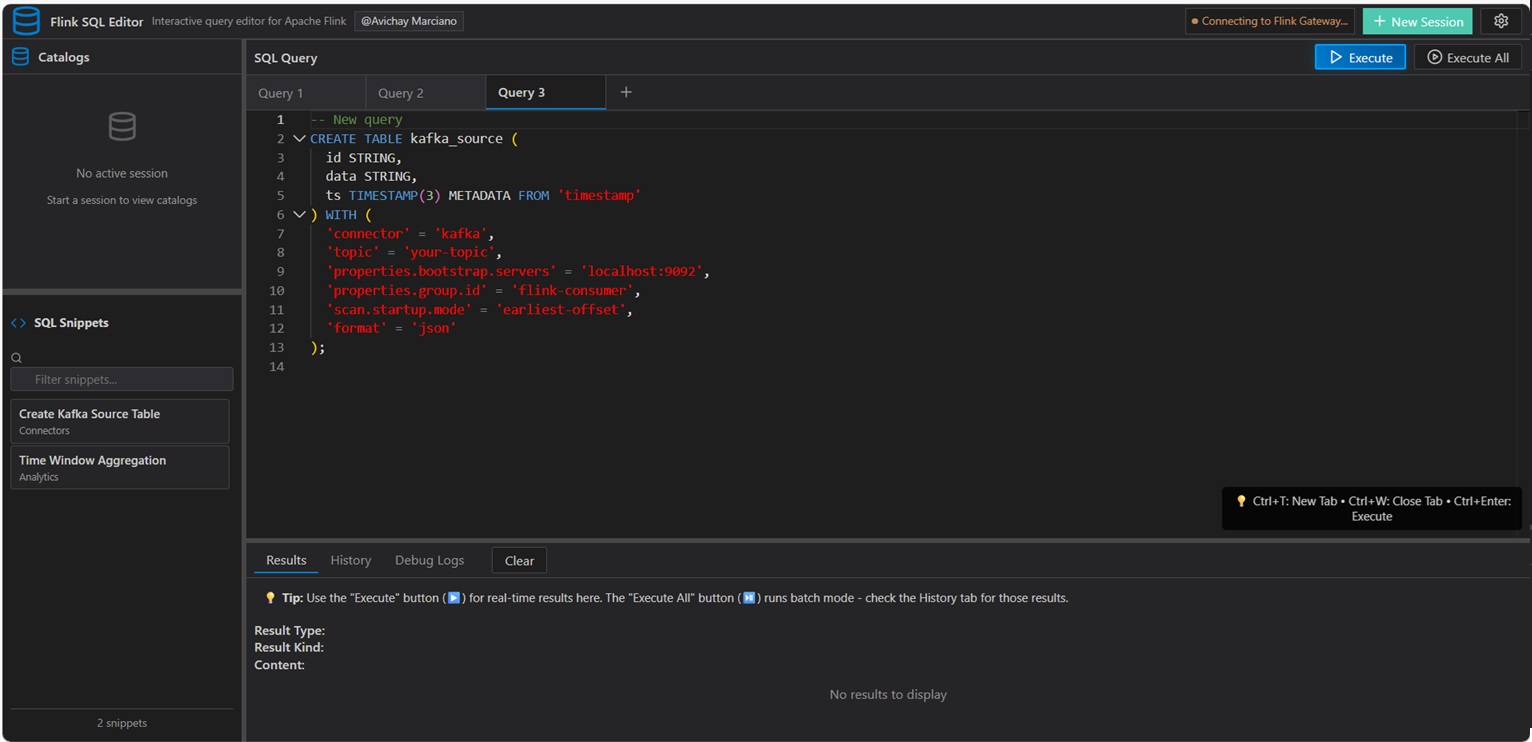 Flink SQL Editor Interactive query editor for Apache Flink @Avichay Marciano
Connecting to Flink Gateway... + New Session
Catalogs
No active session
Start a session to view catalogs
SQL Snippets
Filter snippets...
Create Kafka Source Table
Connectors
Time Window Aggregation
Analytics
2 snippets
SQL Query
Execute Execute All
Query 1 Query 2 Query 3 +
1 -- New query
2 CREATE TABLE kafka_source (
3 id STRING,
4 data STRING,
5 ts TIMESTAMP(3) METADATA FROM 'timestamp'
6 ) WITH (
7 'connector' = 'kafka',
8 'topic' = 'your-topic',
9 'properties.bootstrap.servers' = 'localhost:9092',
10 'properties.group.id' = 'flink-consumer',
11 'scan.startup.mode' = 'earliest-offset',
12 'format' = 'json'
13 );
14
💡 Ctrl+T: New Tab • Ctrl+W: Close Tab • Ctrl+Enter:
Execute
Results History Debug Logs Clear
💡 Tip: Use the "Execute" button (▶️) for real-time results here. The "Execute All" button (⏯️) runs batch mode - check the History tab for those results.
Result Type:
Result Kind:
Content:
No results to display